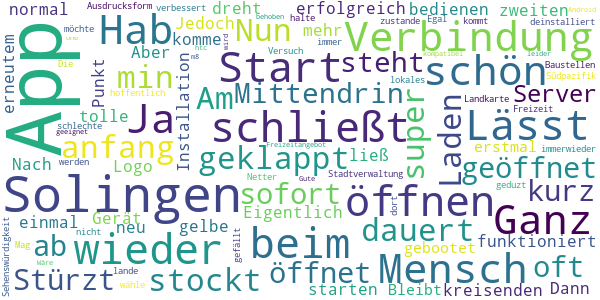 normal
Ausdrucksform
verbessert
dreht
erfolgreich
bedienen
zustande
Egal
kommt
deinstalliert
Android
App
Hab
Jedoch
Nun
komme
mehr
halte
zweiten
Verbindung
behoben
möchte
Die
Aber
Baustellen
Versuch
immer
kompatibel
leider
erneutem
Punkt
min
Start
steht
schön
Südpazifik
hoffentlich
htc
m8
wird
Ja
Installation
Am
Mittendrin
lokales
Server
tolle
anfang
schließt
super
Laden
Lässt
Landkarte
Freizeit
schlechte
geeignet
werden
Nach
Logo
geklappt
ließ
erstmal
immerwieder
Freizeitangebot
Stadtverwaltung
geöffnet
Solingen
sofort
öffnen
einmal
Gerät
neu
Eigentlich
Netter
Gute
dort
geduzt
kurz
Sehenswürdigkeit
nicht
ab
wieder
gelbe
beim
dauert
gebootet
Ganz
funktioniert
Stürzt
stockt
öffnet
Mensch
oft
gefällt
Mag
wäre
lande
wähle
starten
Bleibt
kreisenden
Dann